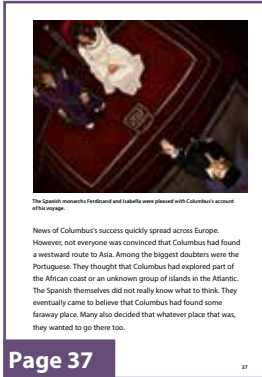 The Spanish monarchs Ferdinand and Isabella were pleased with Columbus's account
of his voyage.
News of Columbus's success quickly spread across Europe.
However, not everyone was convinced that Columbus had found
a westward route to Asia. Among the biggest doubters were the
Portuguese. They thought that Columbus had explored part of
the African coast or an unknown group of islands in the Atlantic.
The Spanish themselves did not really know what to think. They
eventually came to believe that Columbus had found some
faraway place. Many also decided that whatever place that was,
they wanted to go there too.
Page 37
37